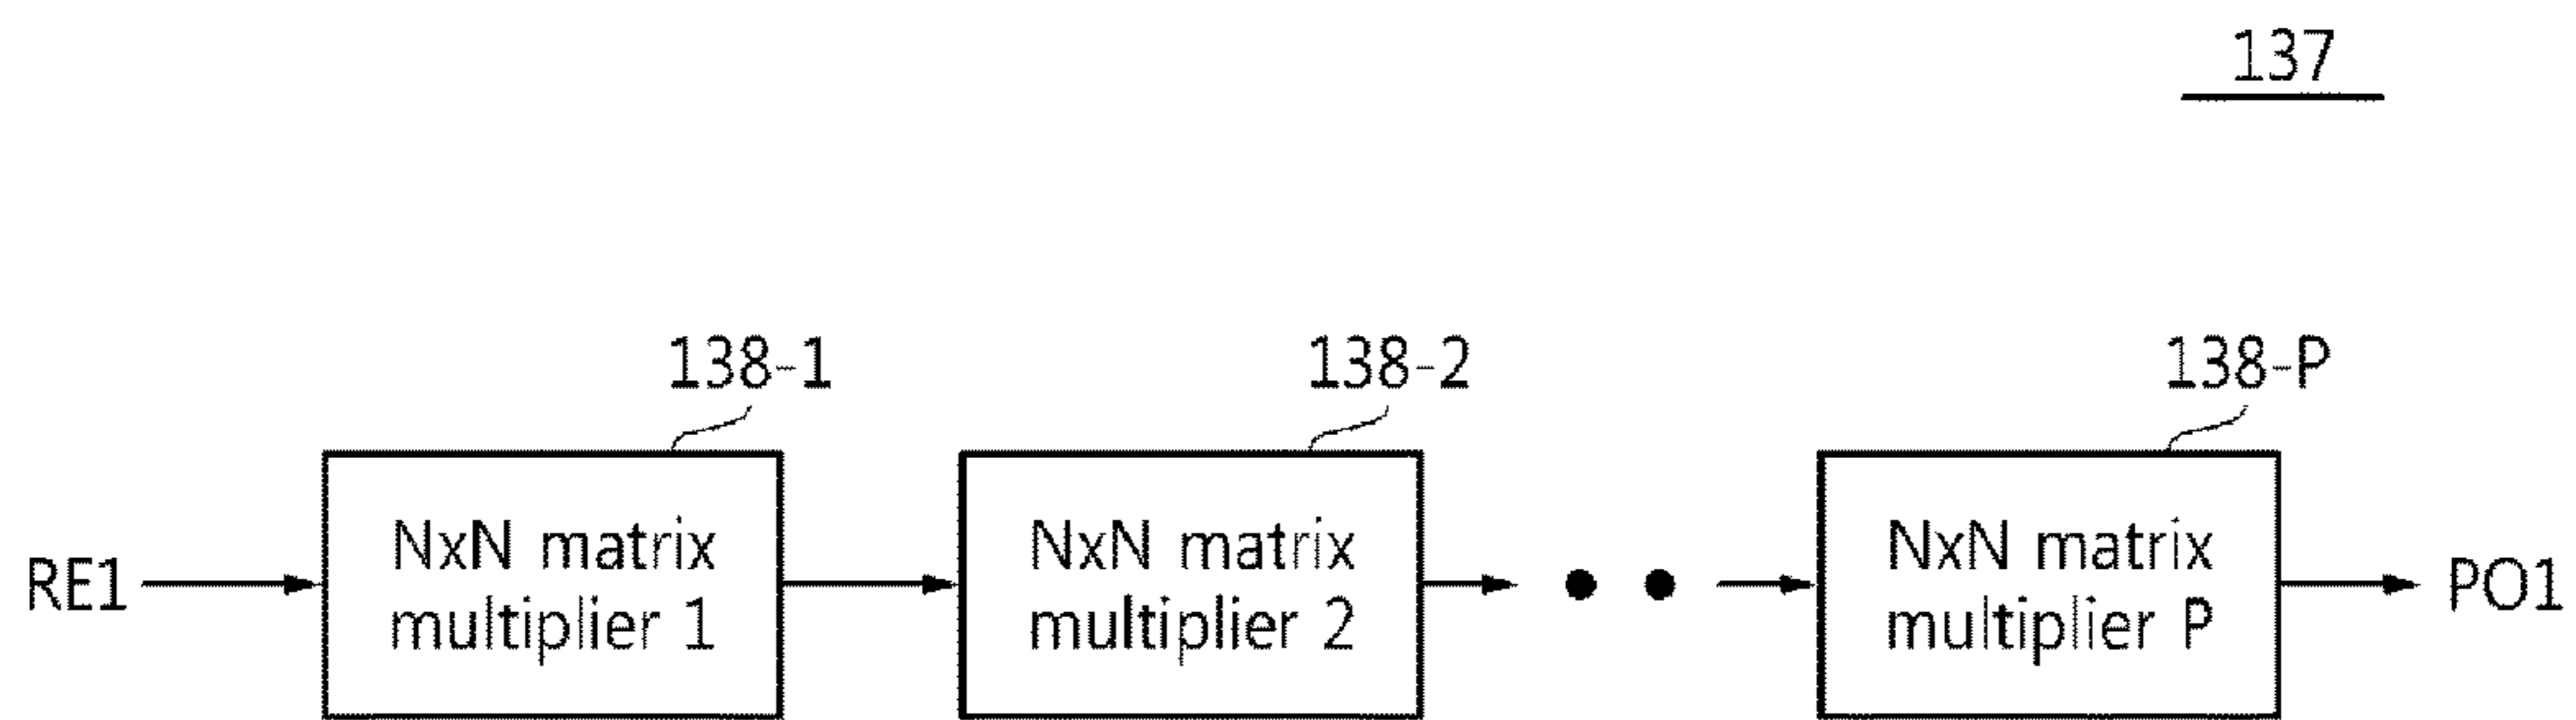 137
138-1
138-2
138-P
RE1
NxN matrix
multiplier 1
NxN matrix
multiplier 2
NxN matrix
multiplier P
PO1